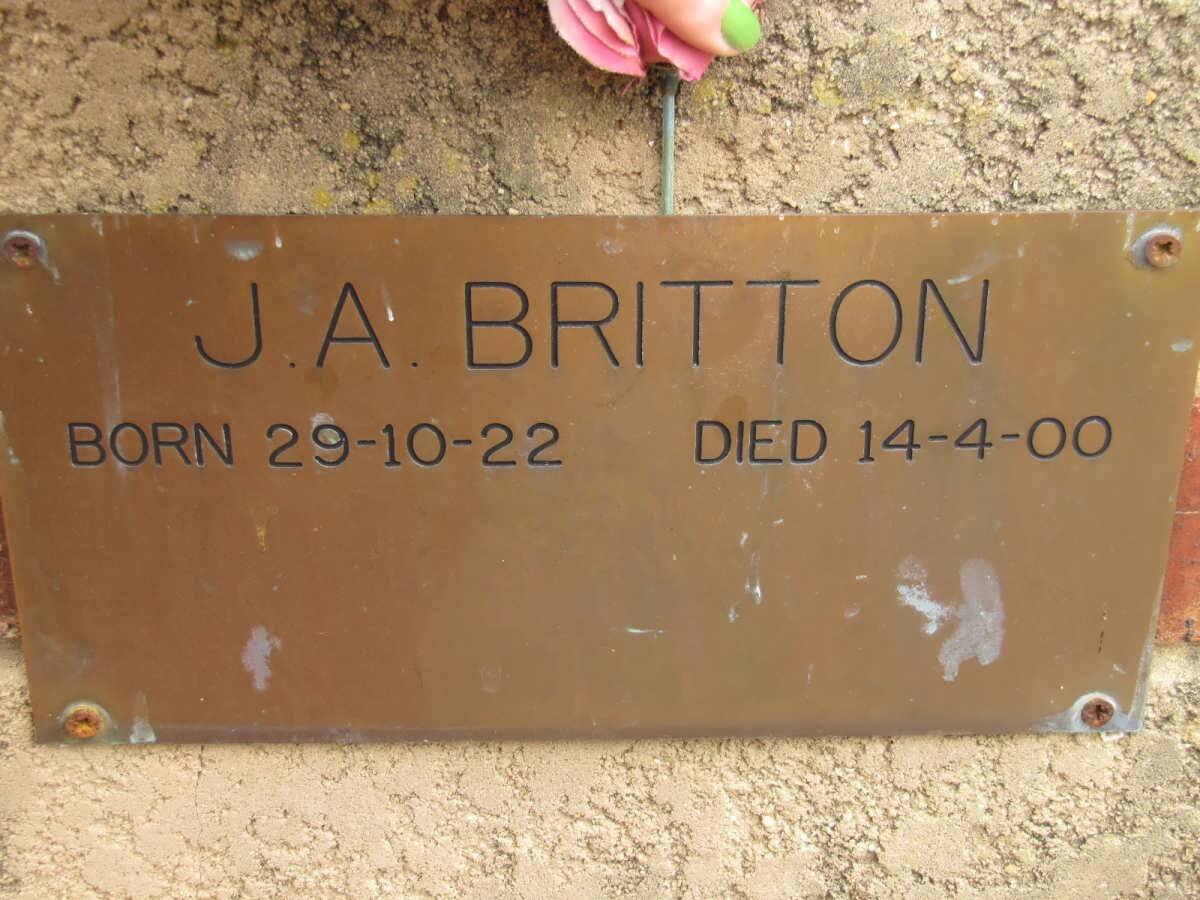 J.A. BRITTON
BORN 29-10-22 DIED 14-4-00